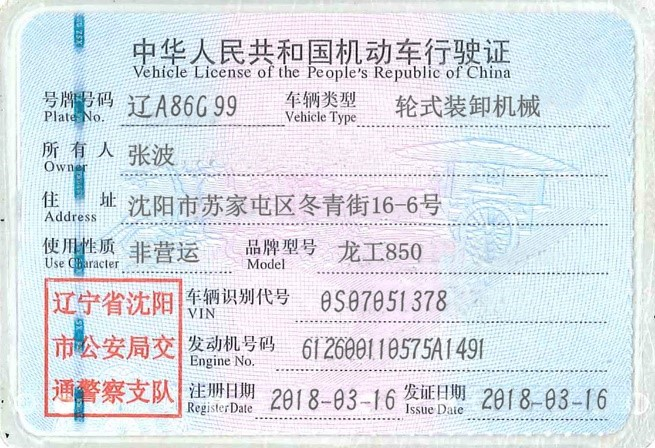 中华人民共和国机动车行驶证
Vehicle License of the People's Republic of China
号牌号码 辽A86G99 车辆类型 轮式装卸机械
Plate No. Vehicle Type
所有人 张波
Owner
住址 沈阳市苏家屯区冬青街16-6号
Address
使用性质 非营运 品牌型号 龙工850
Use Character Model
辽宁省沈阳 车辆识别代号 0S07051378
VIN
市公安局交 发动机号码 612600110575A1491
Engine No.
通警察支队 注册日期 2018-03-16 发证日期 2018-03-16
Register Date Issue Date